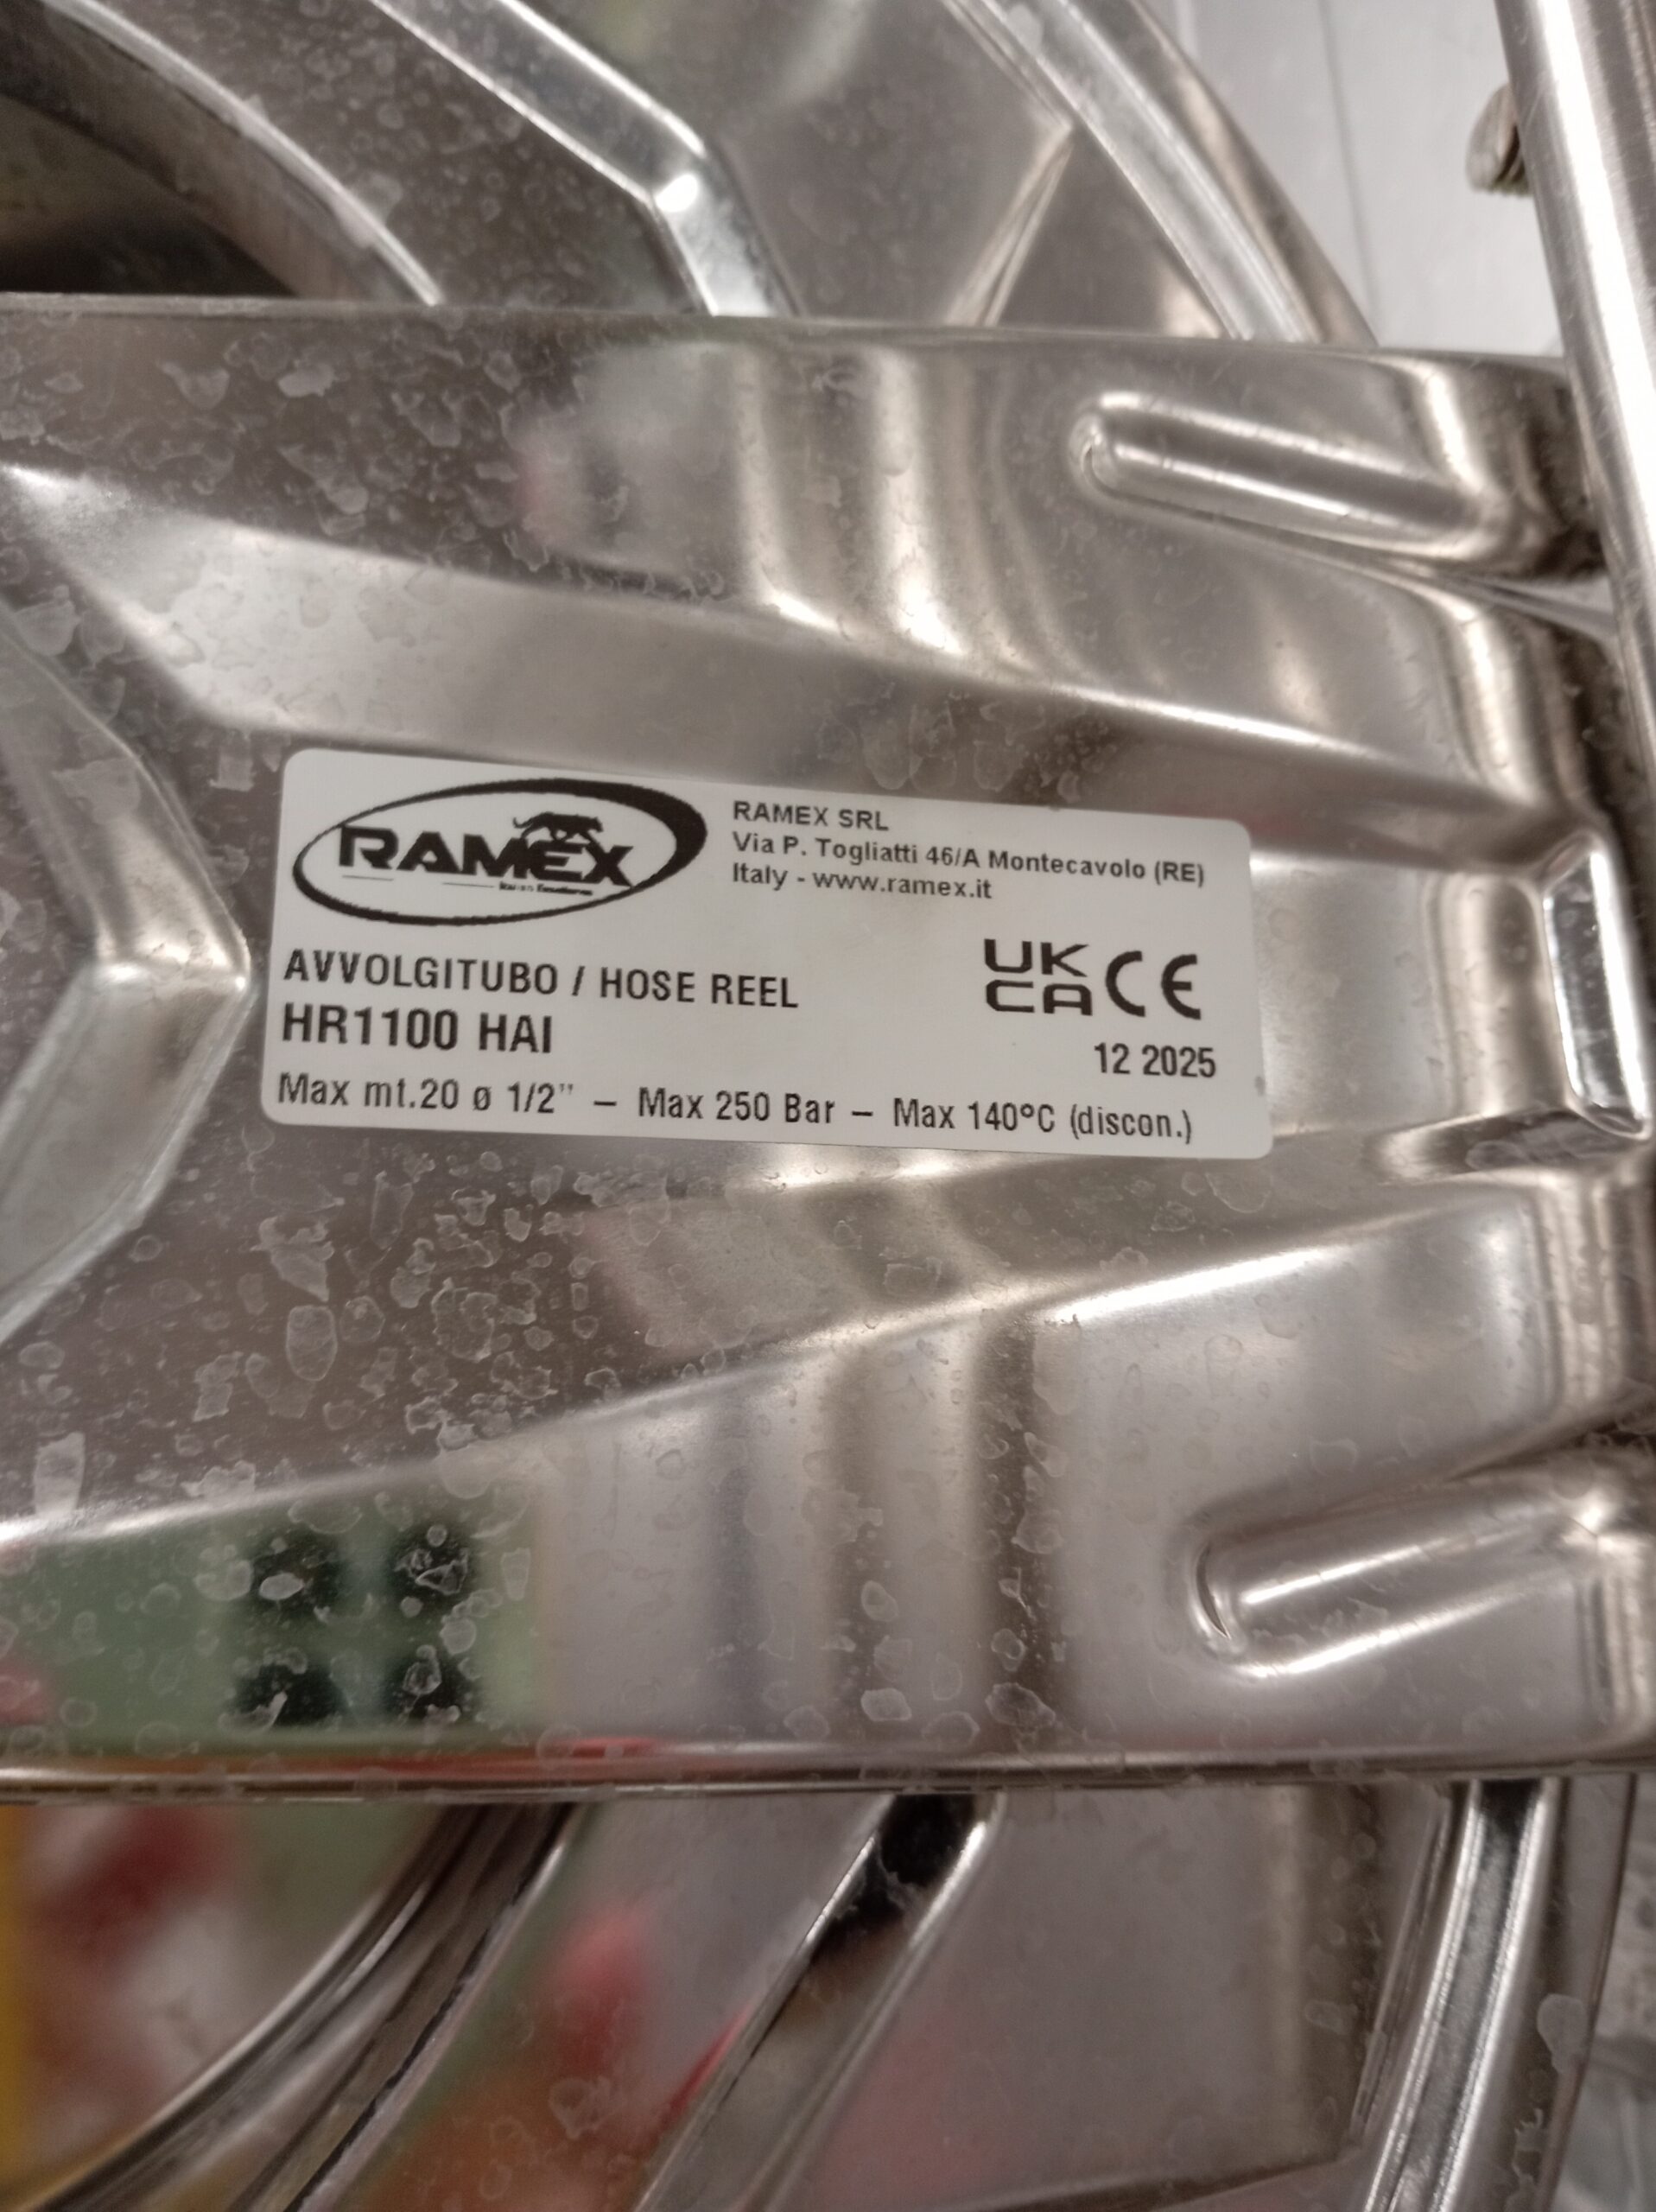 RAMEX
RAMEX SRL
Via P. Togliatti 46/A Montecavolo (RE)
Italy - www.ramex.it
AVVOLGITUBO / HOSE REEL
HR1100 HAI
UK
CA CE
12 2025
Max mt.20 ø 1/2" – Max 250 Bar – Max 140°C (discon.)